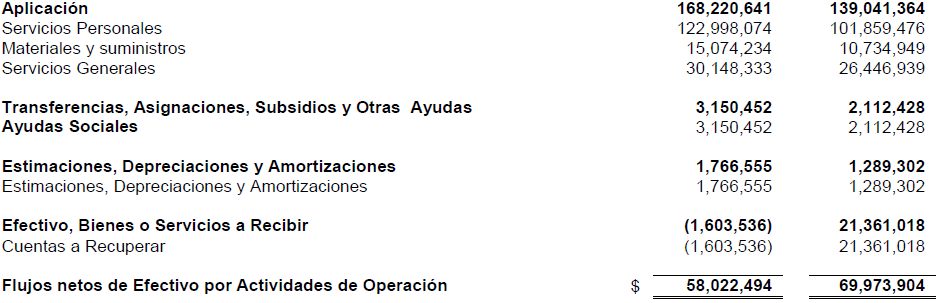 Aplicación 168,220,641 139,041,364
Servicios Personales 122,998,074 101,859,476
Materiales y suministros 15,074,234 10,734,949
Servicios Generales 30,148,333 26,446,939
Transferencias, Asignaciones, Subsidios y Otras Ayudas 3,150,452 2,112,428
Ayudas Sociales 3,150,452 2,112,428
Estimaciones, Depreciaciones y Amortizaciones 1,766,555 1,289,302
Estimaciones, Depreciaciones y Amortizaciones 1,766,555 1,289,302
Efectivo, Bienes o Servicios a Recibir (1,603,536) 21,361,018
Cuentas a Recuperar (1,603,536) 21,361,018
Flujos netos de Efectivo por Actividades de Operación $ 58,022,494 69,973,904